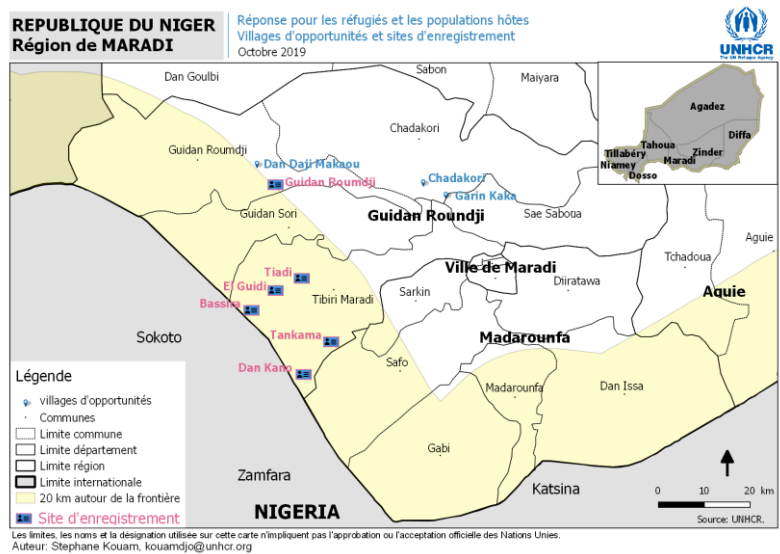 REPUBLIQUE DU NIGER
Région de MARADI
Réponse pour les réfugiés et les populations hôtes
Villages d'opportunités et sites d'enregistrement
Octobre 2019
UNHCR
The UN Refugee Agency
Dan Goulbi
Sabon
Maiyara
Chadakori
Guidan Roumdji
Dan Daji Makaou
Guidan Roumdji
Chadakori
Garin Kaka
Guidan Sori
Guidan Roundji
Sae Saboua
Agadez
Diffa
Tahoua
Zinder
Tillabéry
Maradi
Niamey
Dosso
Aguie
Tchadoua
Tiadi
Ville de Maradi
El Guidi
Tibiri Maradi
Sarkin
Diiratawa
Bassira
Aguie
Sokoto
Tankama
Madarounfa
Safo
Dan Kano
Madarounfa
Dan Issa
Gabi
Zamfara
Katsina
NIGERIA
Légende
villages d'opportunités
Communes
Limite commune
Limite département
Limite région
Limite internationale
20 km autour de la frontière
Site d'enregistrement
0 10 20 km
Source: UNHCR.
Les limites, les noms et la désignation utilisée sur cette carte n'impliquent pas l'approbation ou l'acceptation officielle des Nations Unies.
Auteur: Stephane Kouam, kouamdjo@unhcr.org